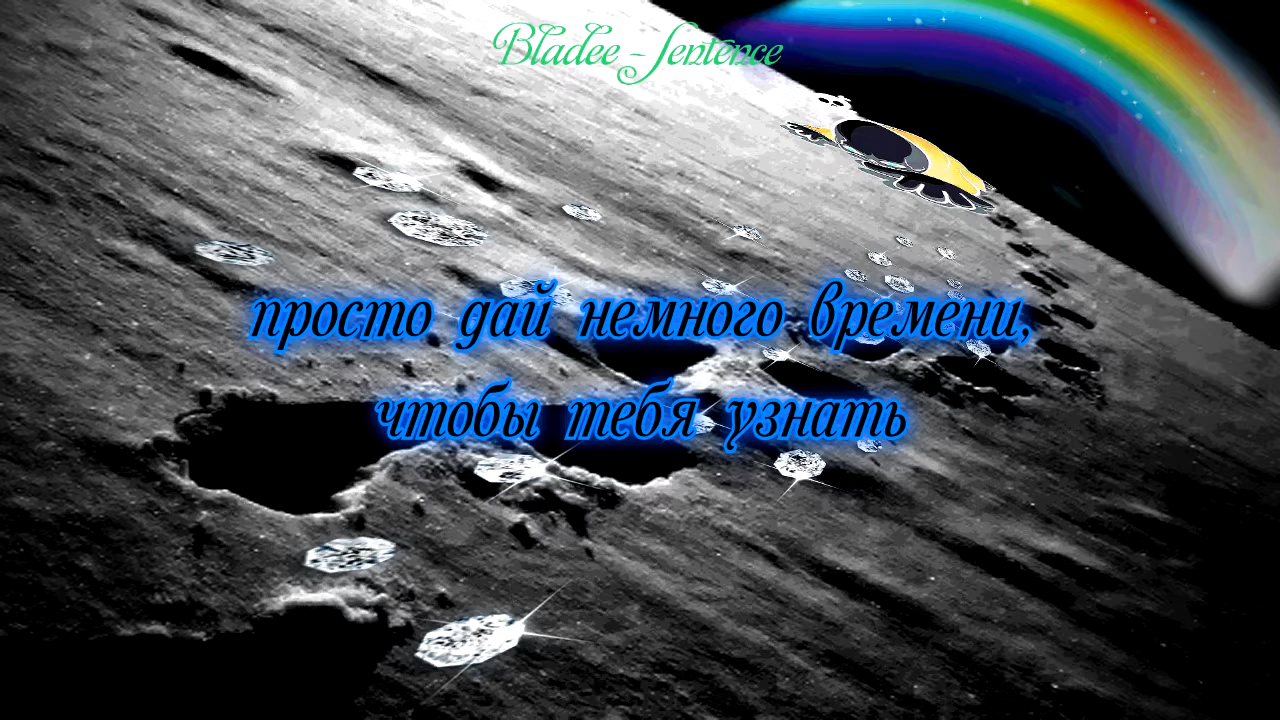 Bladee - Sentence
просто дай немного времени,
чтобы тебя узнать